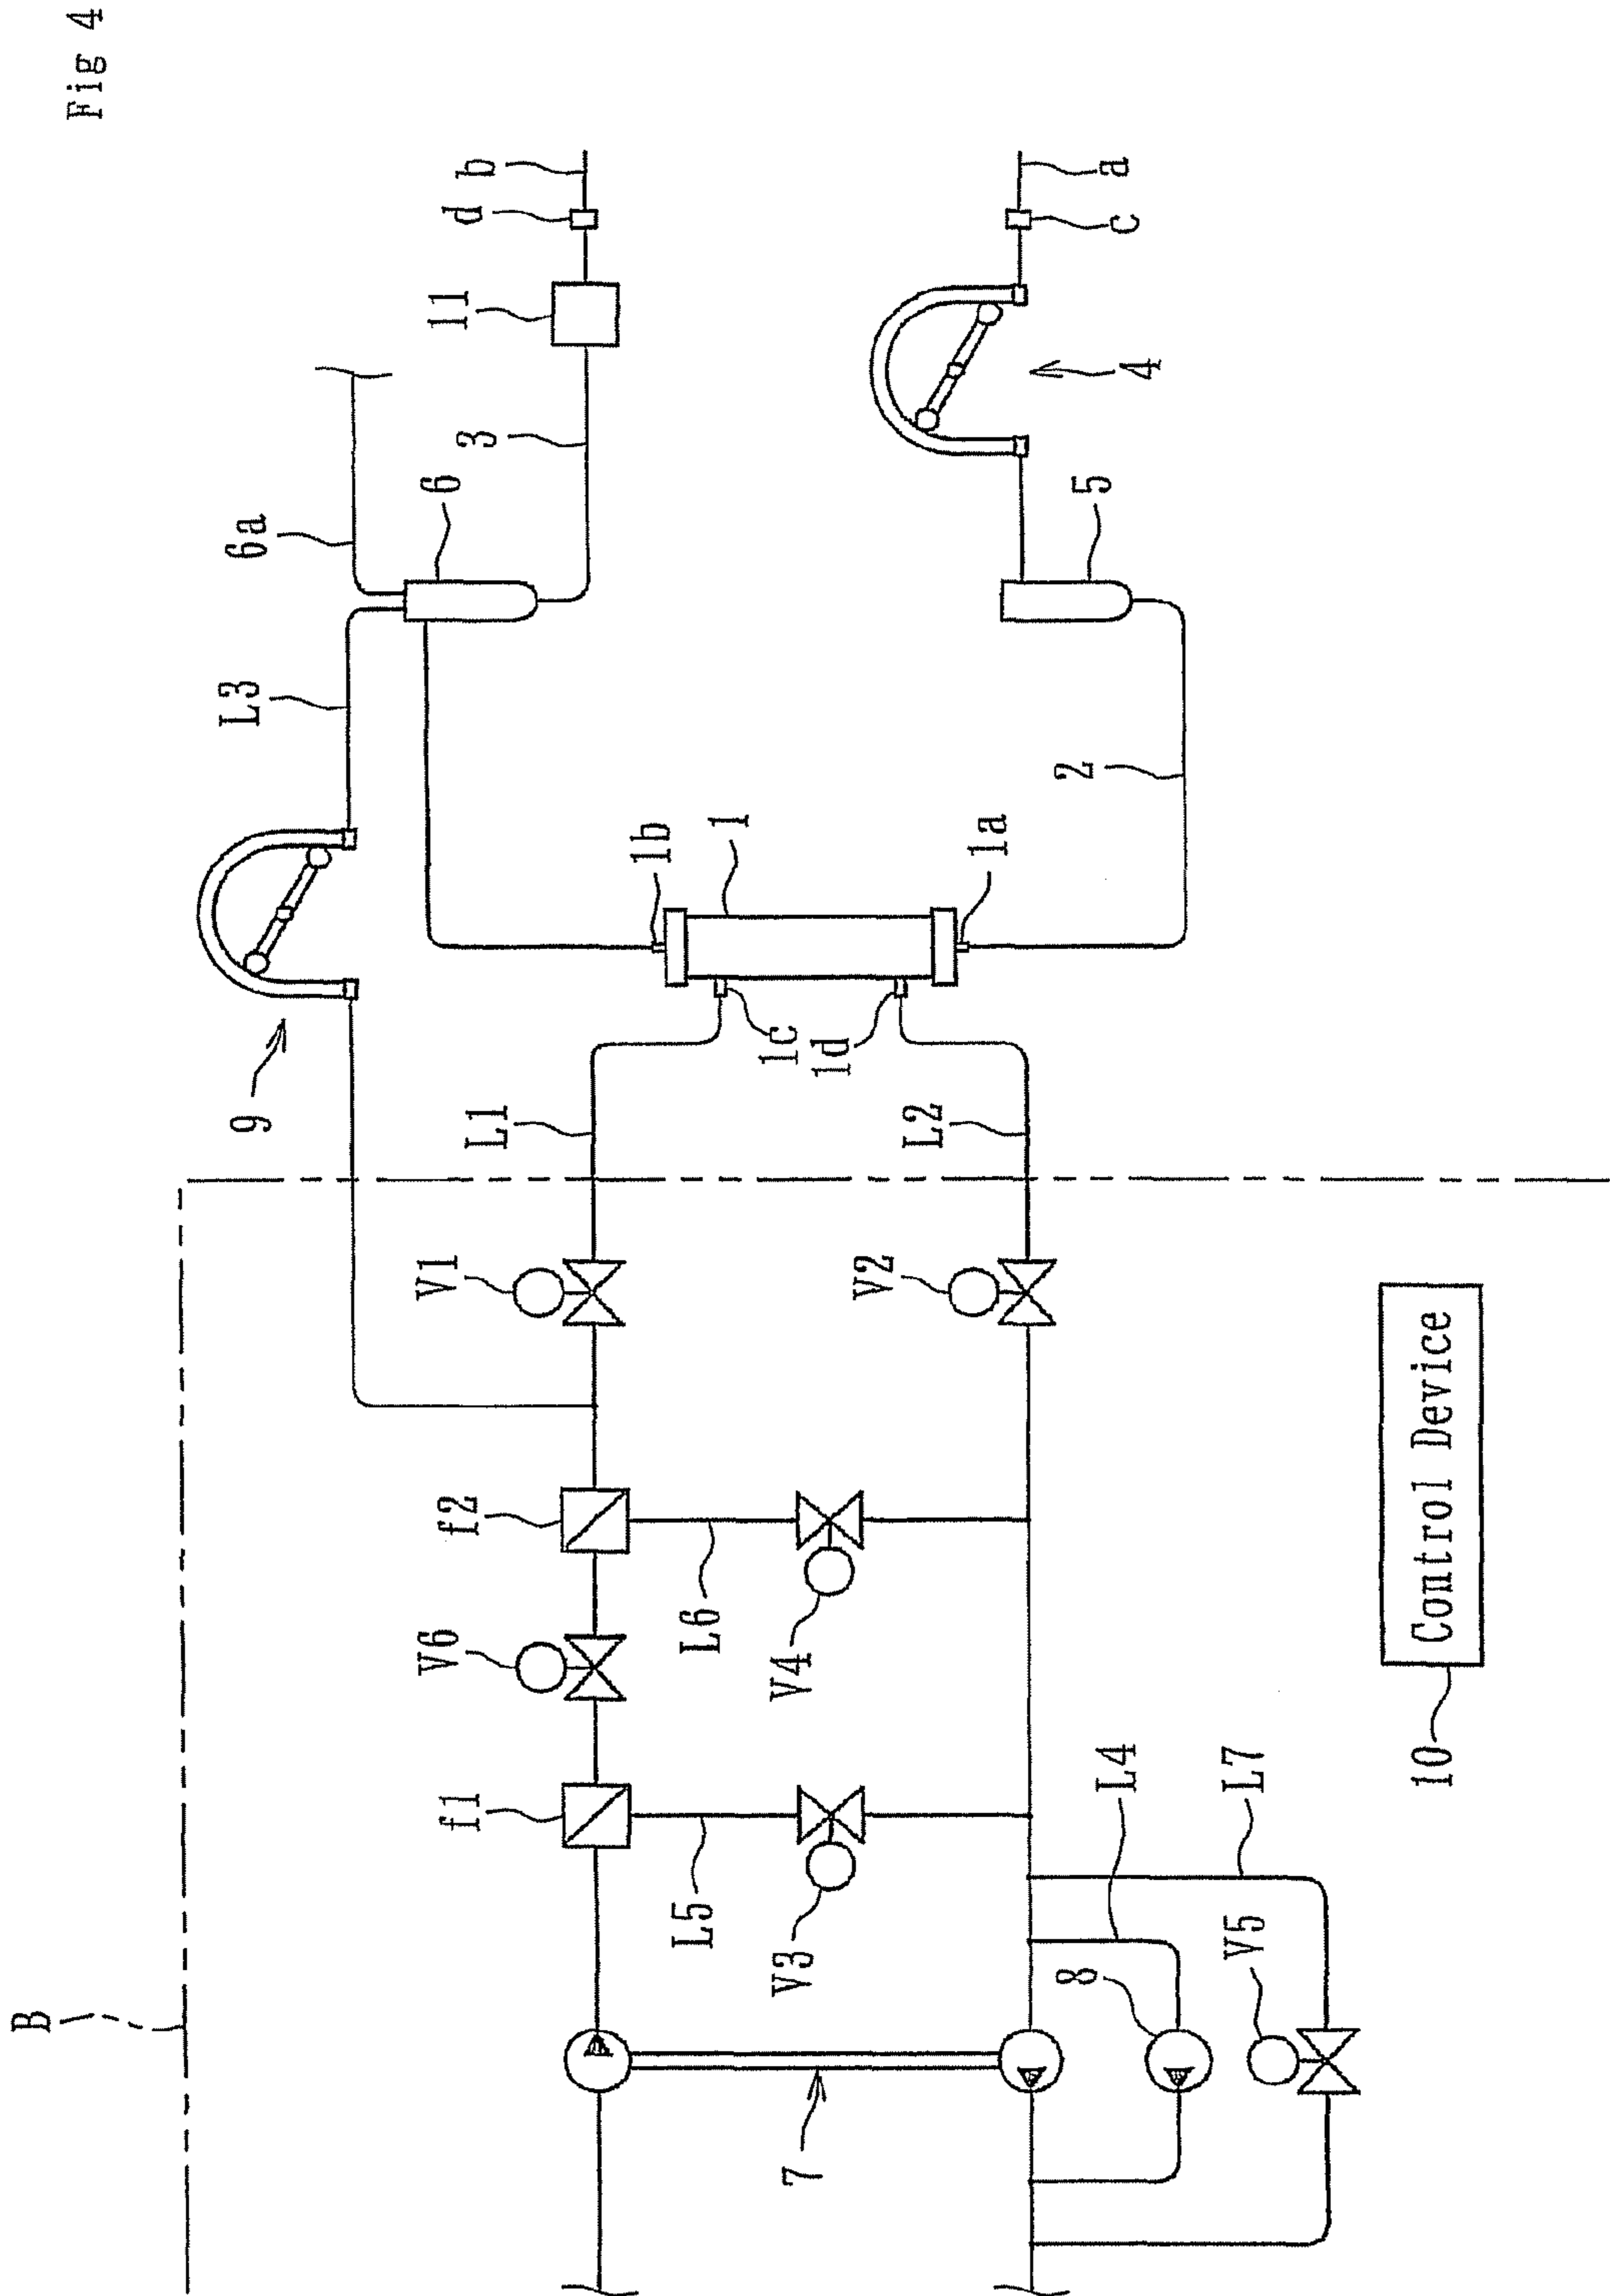 Fig 4
B
9
L3
6a
6
3
11
d
b
V1
L1
1b
1
1a
2
5
4
c
a
1c
1d
L2
V2
f2
V6
f1
L6
V4
L5
V3
7
8
L4
V5
L7
10
Control Device